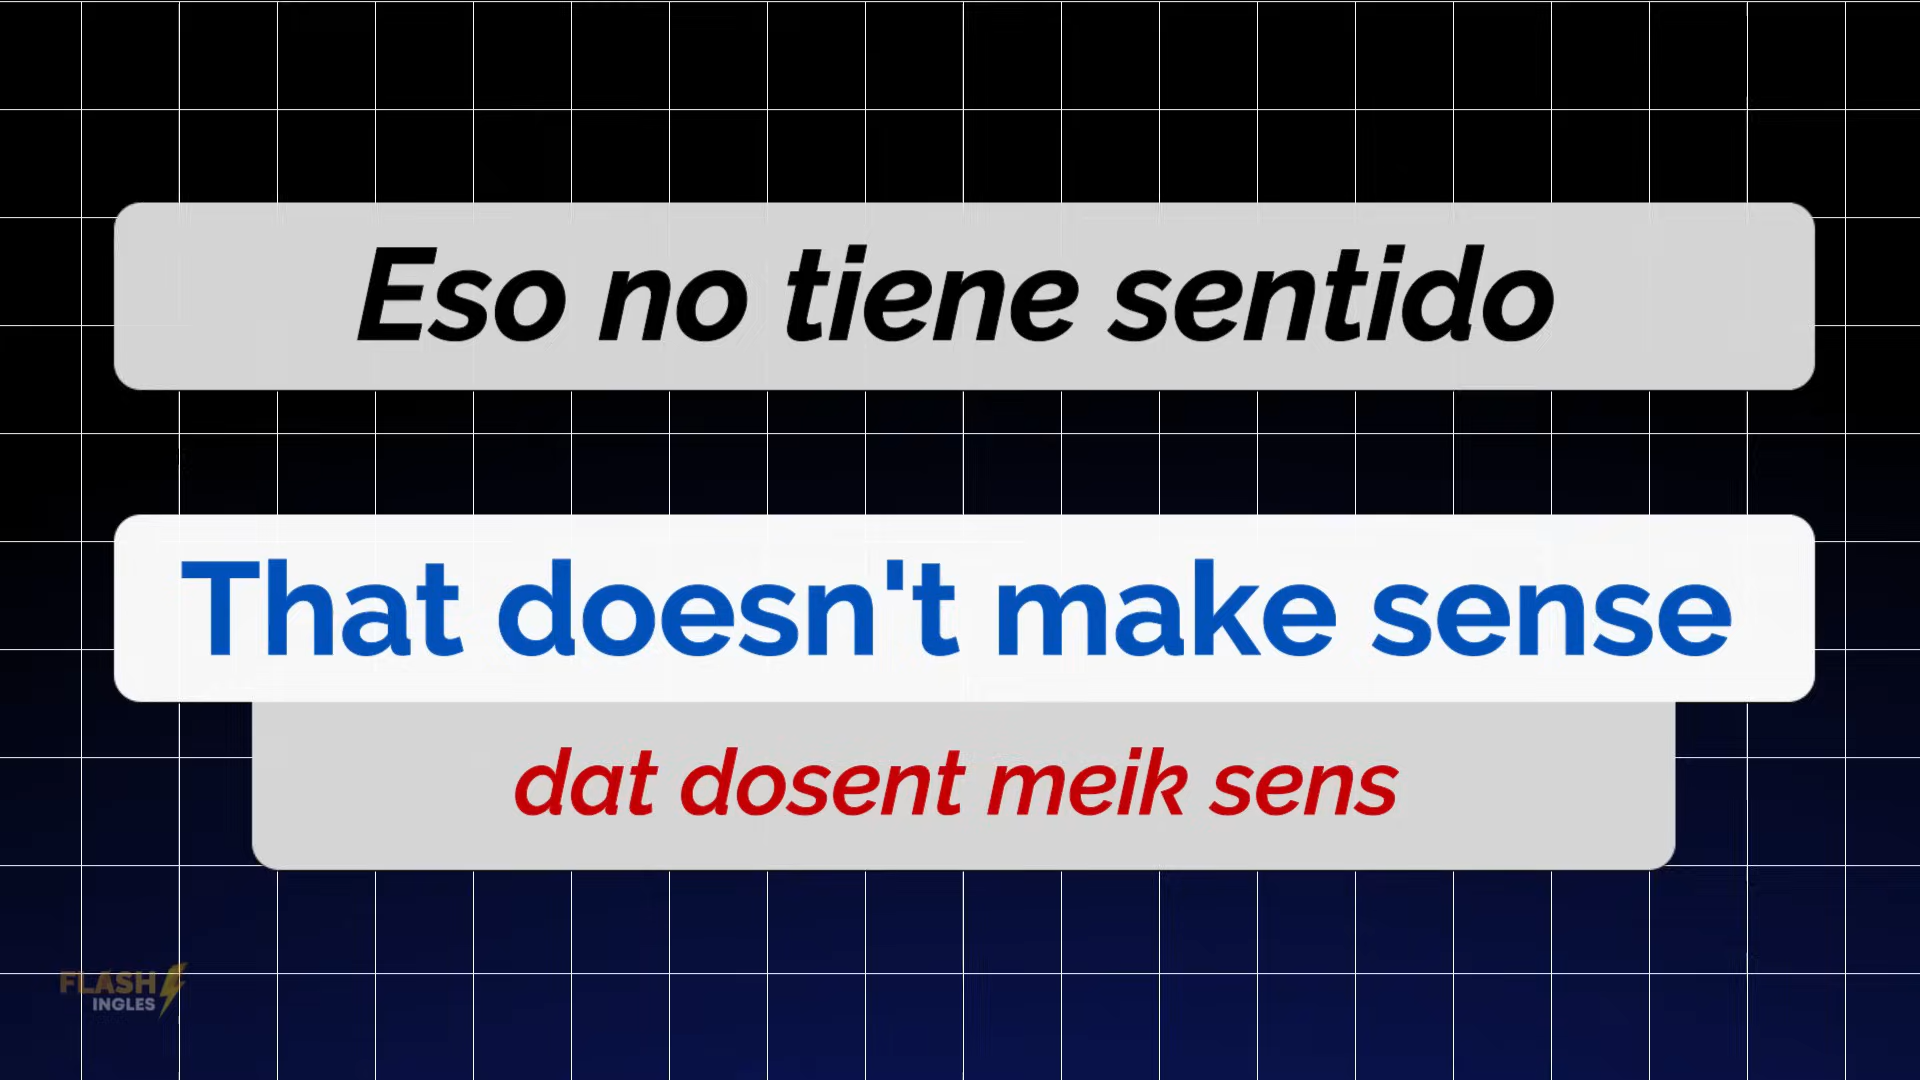 Eso no tiene sentido
That doesn't make sense
dat dosent meik sens
FLASH
INGLES